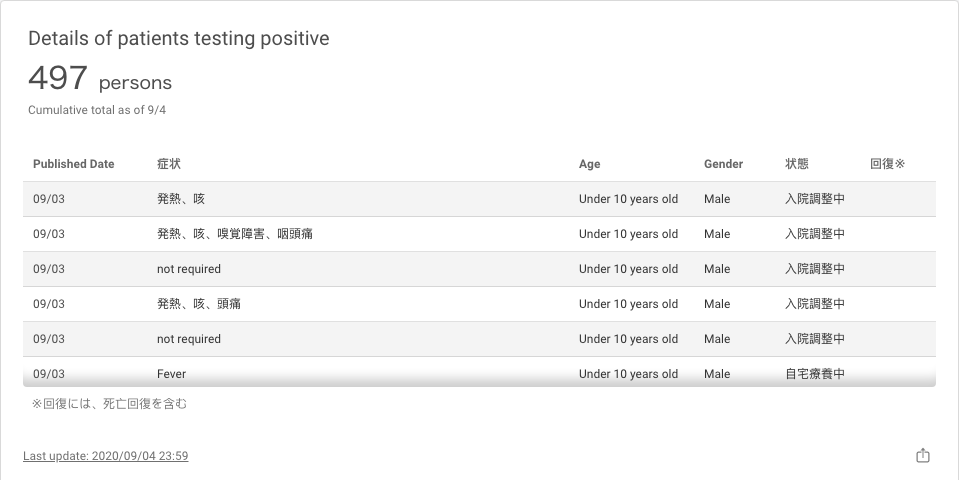 Details of patients testing positive
497 persons
Cumulative total as of 9/4
Published Date 症状 Age Gender 状態 回復※
09/03 発熱、咳 Under 10 years old Male 入院調整中
09/03 発熱、咳、嗅覚障害、咽頭痛 Under 10 years old Male 入院調整中
09/03 not required Under 10 years old Male 入院調整中
09/03 発熱、咳、頭痛 Under 10 years old Male 入院調整中
09/03 not required Under 10 years old Male 入院調整中
09/03 Fever Under 10 years old Male 自宅療養中
※回復には、死亡回復を含む
Last update: 2020/09/04 23:59